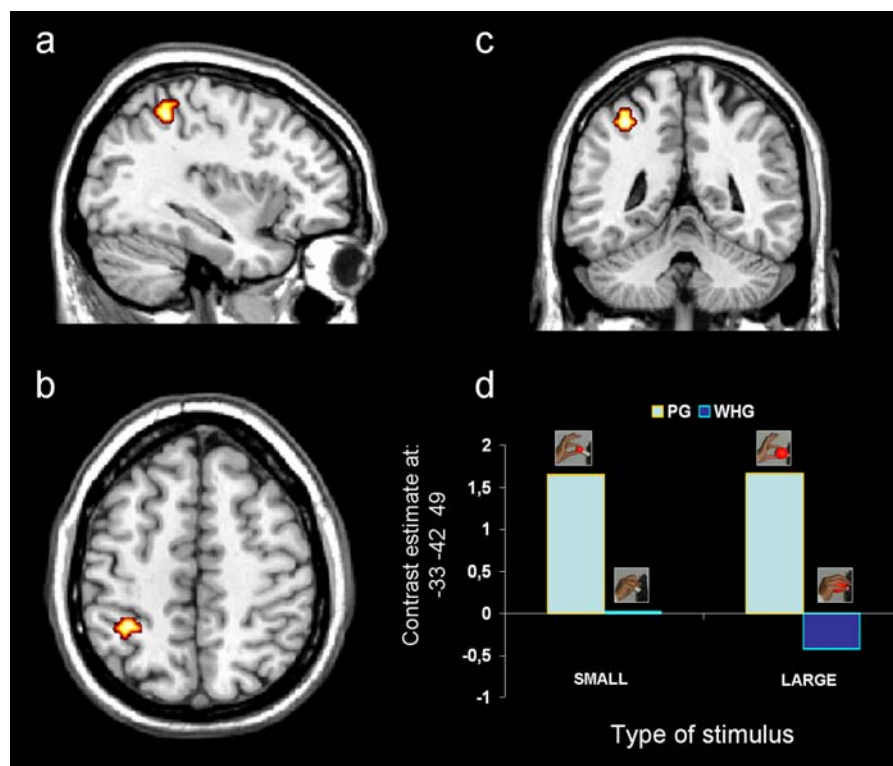 a
c
b
d
PG WHG
Contrast estimate at:
-33 -42 49
2
1,5
1
0,5
0
-0,5
-1
SMALL LARGE
Type of stimulus